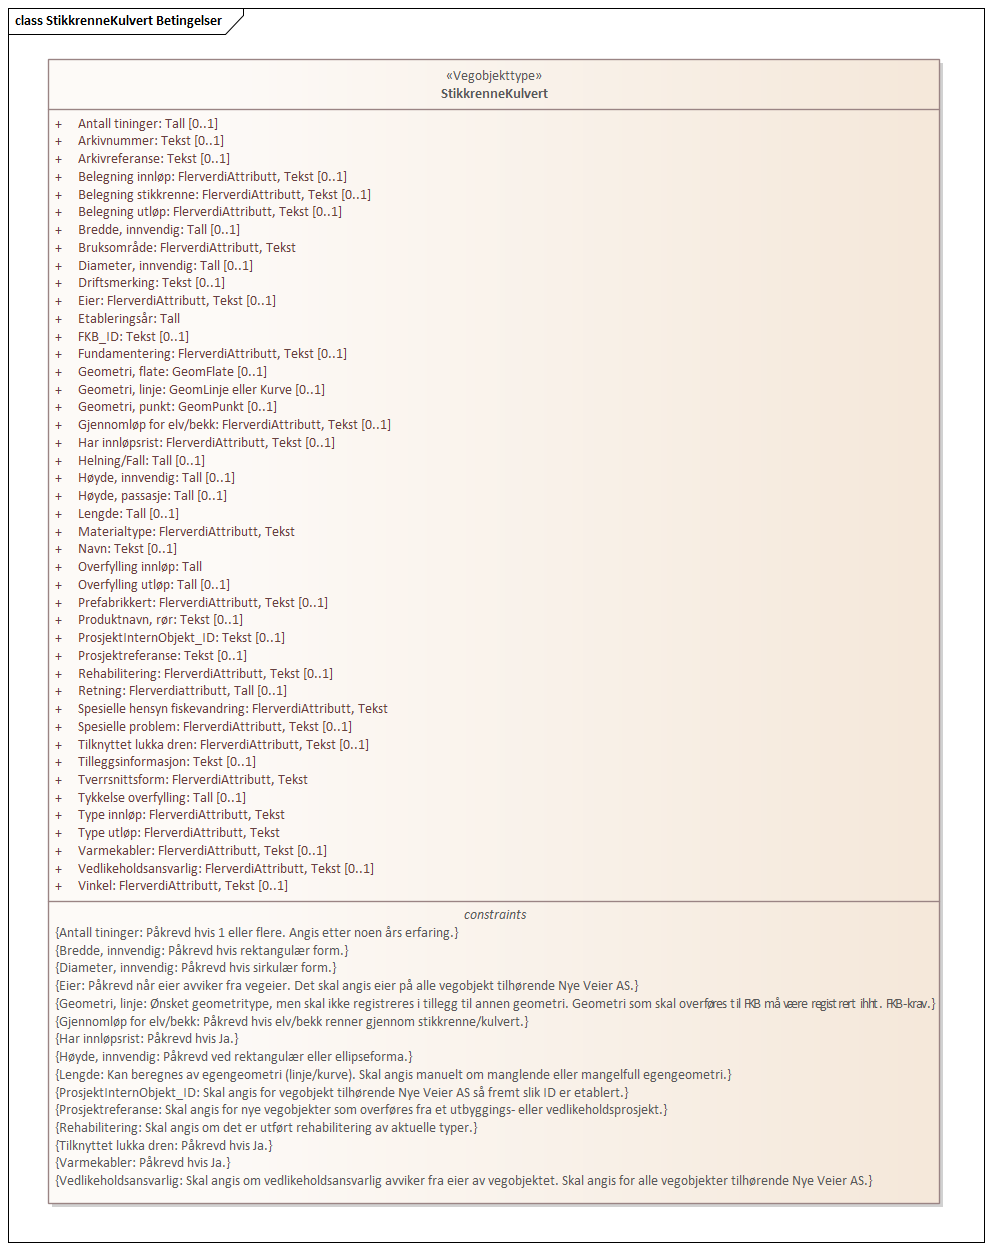 class StikkrenneKulvert Betingelser
«Vegobjekttype»
StikkrenneKulvert
+ Antall tininger: Tall [0..1]
+ Arkivnummer: Tekst [0..1]
+ Arkivreferanse: Tekst [0..1]
+ Belegning innløp: FlerverdiAttributt, Tekst [0..1]
+ Belegning stikkrenne: FlerverdiAttributt, Tekst [0..1]
+ Belegning utløp: FlerverdiAttributt, Tekst [0..1]
+ Bredde, innvendig: Tall [0..1]
+ Bruksområde: FlerverdiAttributt, Tekst
+ Diameter, innvendig: Tall [0..1]
+ Driftsmerking: Tekst [0..1]
+ Eier: FlerverdiAttributt, Tekst [0..1]
+ Etableringsår: Tall
+ FKB_ID: Tekst [0..1]
+ Fundamentering: FlerverdiAttributt, Tekst [0..1]
+ Geometri, flate: GeomFlate [0..1]
+ Geometri, linje: GeomLinje eller Kurve [0..1]
+ Geometri, punkt: GeomPunkt [0..1]
+ Gjennomløp for elv/bekk: FlerverdiAttributt, Tekst [0..1]
+ Har innløpsrist: FlerverdiAttributt, Tekst [0..1]
+ Helning/Fall: Tall [0..1]
+ Høyde, innvendig: Tall [0..1]
+ Høyde, passasje: Tall [0..1]
+ Lengde: Tall [0..1]
+ Materialtype: FlerverdiAttributt, Tekst
+ Navn: Tekst [0..1]
+ Overfylling innløp: Tall
+ Overfylling utløp: Tall [0..1]
+ Prefabrikkert: FlerverdiAttributt, Tekst [0..1]
+ Produktnavn, rør: Tekst [0..1]
+ ProsjektInternObjekt_ID: Tekst [0..1]
+ Prosjektreferanse: Tekst [0..1]
+ Rehabilitering: FlerverdiAttributt, Tekst [0..1]
+ Retning: Flerverdiattributt, Tall [0..1]
+ Spesielle hensyn fiskevandring: FlerverdiAttributt, Tekst
+ Spesielle problem: FlerverdiAttributt, Tekst [0..1]
+ Tilknyttet lukka dren: FlerverdiAttributt, Tekst [0..1]
+ Tilleggsinformasjon: Tekst [0..1]
+ Tverrsnittsform: FlerverdiAttributt, Tekst
+ Tykkelse overfylling: Tall [0..1]
+ Type innløp: FlerverdiAttributt, Tekst
+ Type utløp: FlerverdiAttributt, Tekst
+ Varmekabler: FlerverdiAttributt, Tekst [0..1]
+ Vedlikeholdsansvarlig: FlerverdiAttributt, Tekst [0..1]
+ Vinkel: FlerverdiAttributt, Tekst [0..1]
constraints
{Antall tininger: Påkrevd hvis 1 eller flere. Angis etter noen års erfaring.}
{Bredde, innvendig: Påkrevd hvis rektangulær form.}
{Diameter, innvendig: Påkrevd hvis sirkulær form.}
{Eier: Påkrevd når eier avviker fra vegeier. Det skal angis eier på alle vegobjekt tilhørende Nye Veier AS.}
{Geometri, linje: Ønsket geometritype, men skal ikke registreres i tillegg til annen geometri. Geometri som skal overføres til FKB må være registrert ihht. FKB-krav.}
{Gjennomløp for elv/bekk: Påkrevd hvis elv/bekk renner gjennom stikkrenne/kulvert.}
{Har innløpsrist: Påkrevd hvis Ja.}
{Høyde, innvendig: Påkrevd ved rektangulær eller ellipseforma.}
{Lengde: Kan beregnes av egengeometri (linje/kurve). Skal angis manuelt om manglende eller mangelfull egengeometri.}
{ProsjektInternObjekt_ID: Skal angis for vegobjekt tilhørende Nye Veier AS så fremt slik ID er etablert.}
{Prosjektreferanse: Skal angis for nye vegobjekter som overføres fra et utbyggings- eller vedlikeholdsprosjekt.}
{Rehabilitering: Skal angis om det er utført rehabilitering av aktuelle typer.}
{Tilknyttet lukka dren: Påkrevd hvis Ja.}
{Varmekabler: Påkrevd hvis Ja.}
{Vedlikeholdsansvarlig: Skal angis om vedlikeholdsansvarlig avviker fra eier av vegobjektet. Skal angis for alle vegobjekter tilhørende Nye Veier AS.}